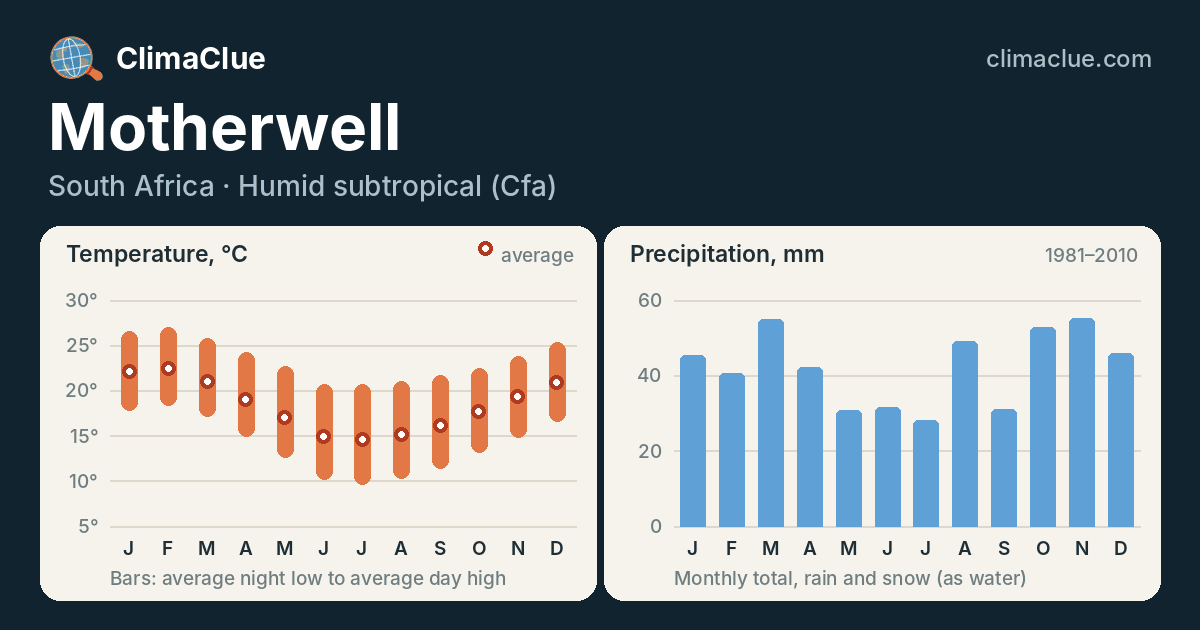 ClimaClue
climaclue.com
Motherwell
South Africa · Humid subtropical (Cfa)
Temperature, °C
average
30°
25°
20°
15°
10°
5°
J F M A M J J A S O N D
Bars: average night low to average day high
Precipitation, mm
1981–2010
60
40
20
0
J F M A M J J A S O N D
Monthly total, rain and snow (as water)